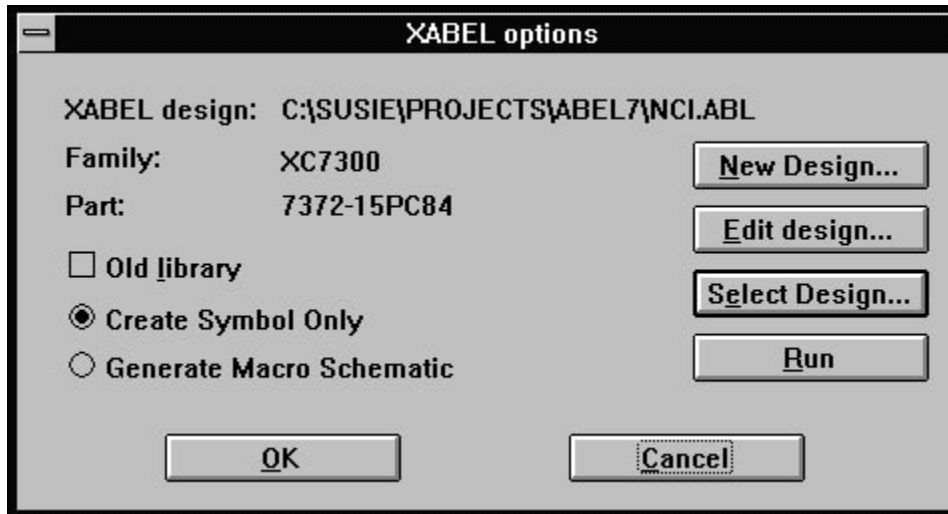 XABEL options
XABEL design: C:\SUSIE\PROJECTS\ABEL7\NCI.ABL
Family: XC7300
New Design...
Part: 7372-15PC84
Edit design...
Old library
Select Design...
Create Symbol Only
Run
Generate Macro Schematic
OK
Cancel